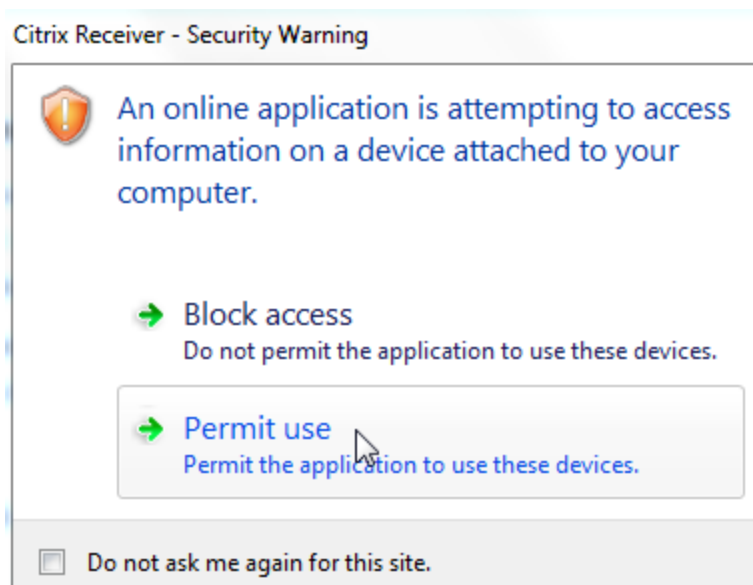 Citrix Receiver - Security Warning
An online application is attempting to access
information on a device attached to your
computer.
Block access
Do not permit the application to use these devices.
Permit use
Permit the application to use these devices.
Do not ask me again for this site.